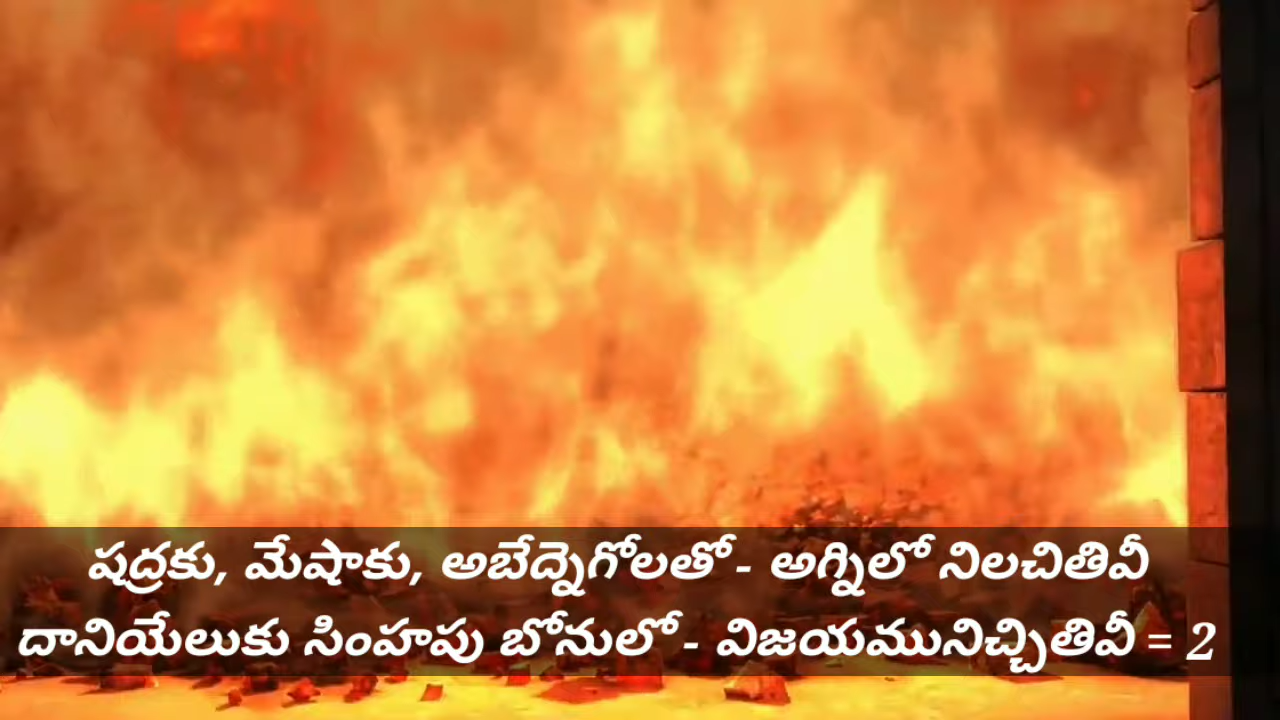 షద్రకు, మేషాకు, అబేద్నెగోలతో - అగ్నిలో నిలచితివీ
దానియేలుకు సింహపు బోనులో - విజయమునిచ్చితివీ = 2